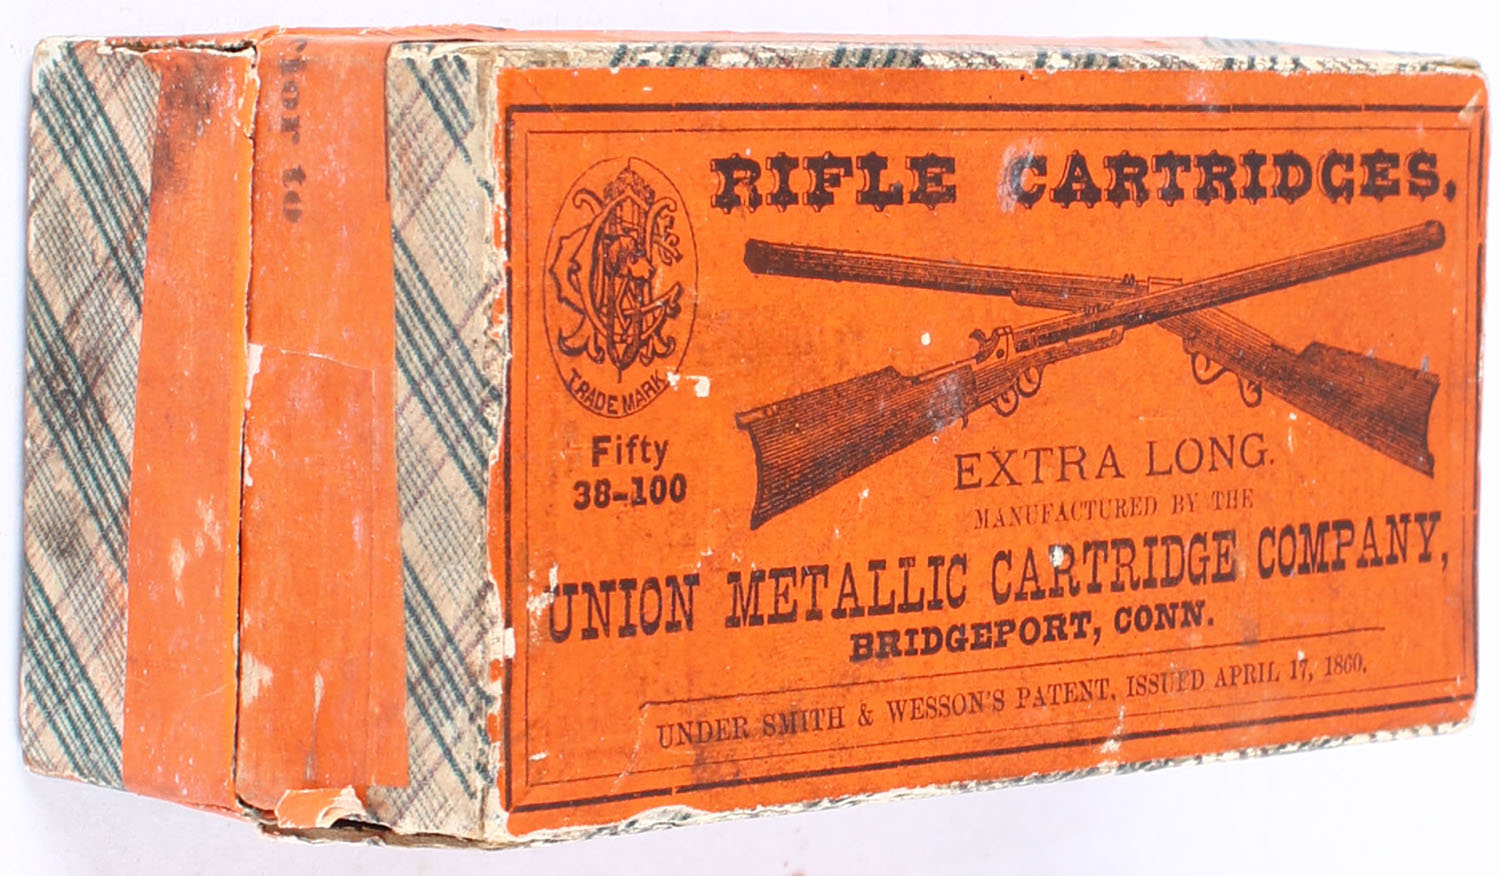 RIFLE CARTRIDGES.
TRADE MARK
Fifty
38-100
EXTRA LONG.
MANUFACTURED BY THE
UNION METALLIC CARTRIDGE COMPANY,
BRIDGEPORT, CONN.
UNDER SMITH & WESSON'S PATENT, ISSUED APRIL 17, 1860.
to